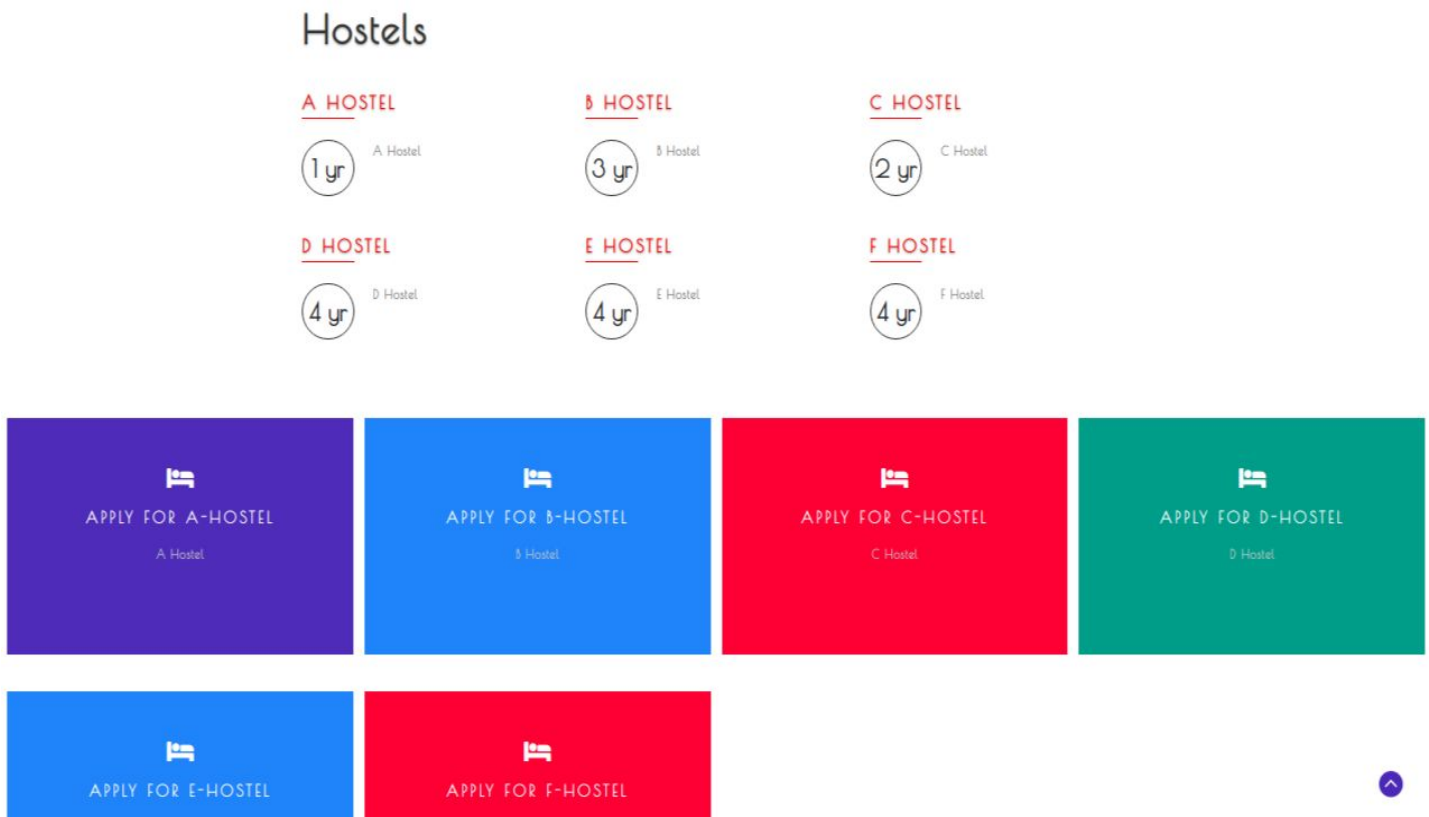 Hostels
A HOSTEL
1 yr
A Hostel
B HOSTEL
3 yr
B Hostel
C HOSTEL
2 yr
C Hostel
D HOSTEL
4 yr
D Hostel
E HOSTEL
4 yr
E Hostel
F HOSTEL
4 yr
F Hostel
APPLY FOR A-HOSTEL
A Hostel
APPLY FOR B-HOSTEL
B Hostel
APPLY FOR C-HOSTEL
C Hostel
APPLY FOR D-HOSTEL
D Hostel
APPLY FOR E-HOSTEL
APPLY FOR F-HOSTEL